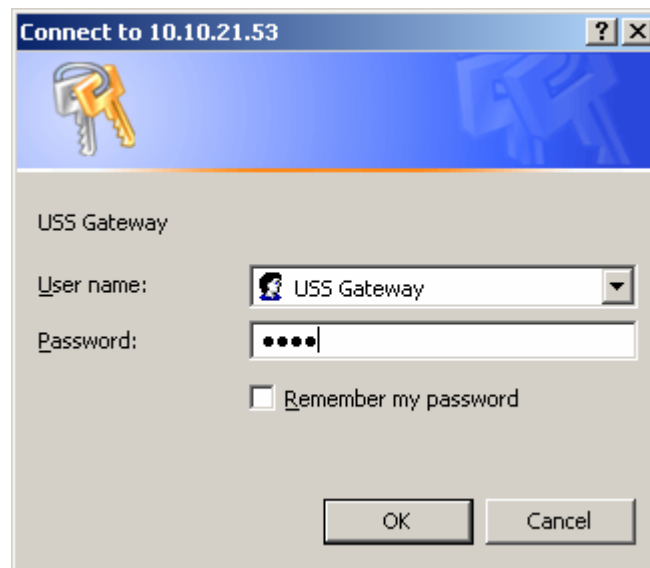 Connect to 10.10.21.53
USS Gateway
User name: USS Gateway
Password: ●●●●
Remember my password
OK Cancel